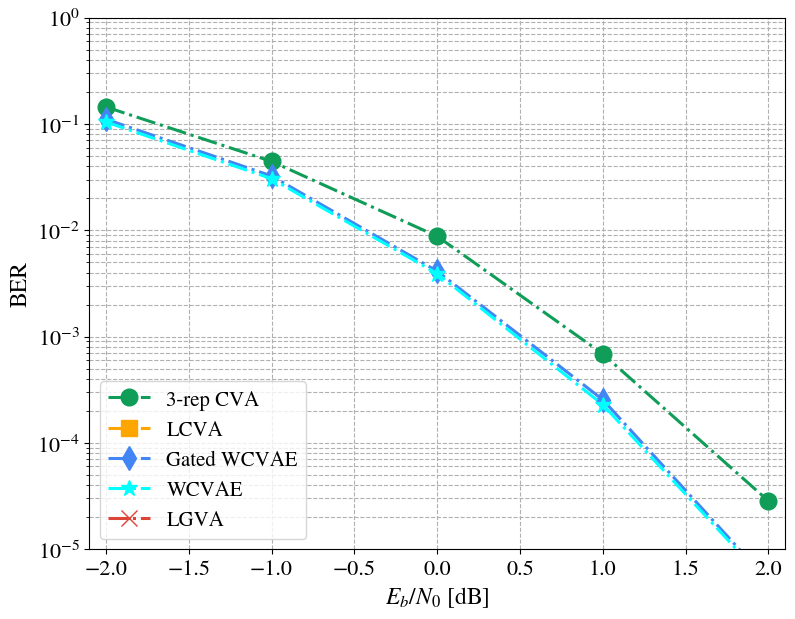 10⁰
10⁻¹
10⁻²
10⁻³
10⁻⁴
10⁻⁵
BER
3-rep CVA
LCVA
Gated WCVAE
WCVAE
LGVA
−2.0 −1.5 −1.0 −0.5 0.0 0.5 1.0 1.5 2.0
E_b/N_0 [dB]